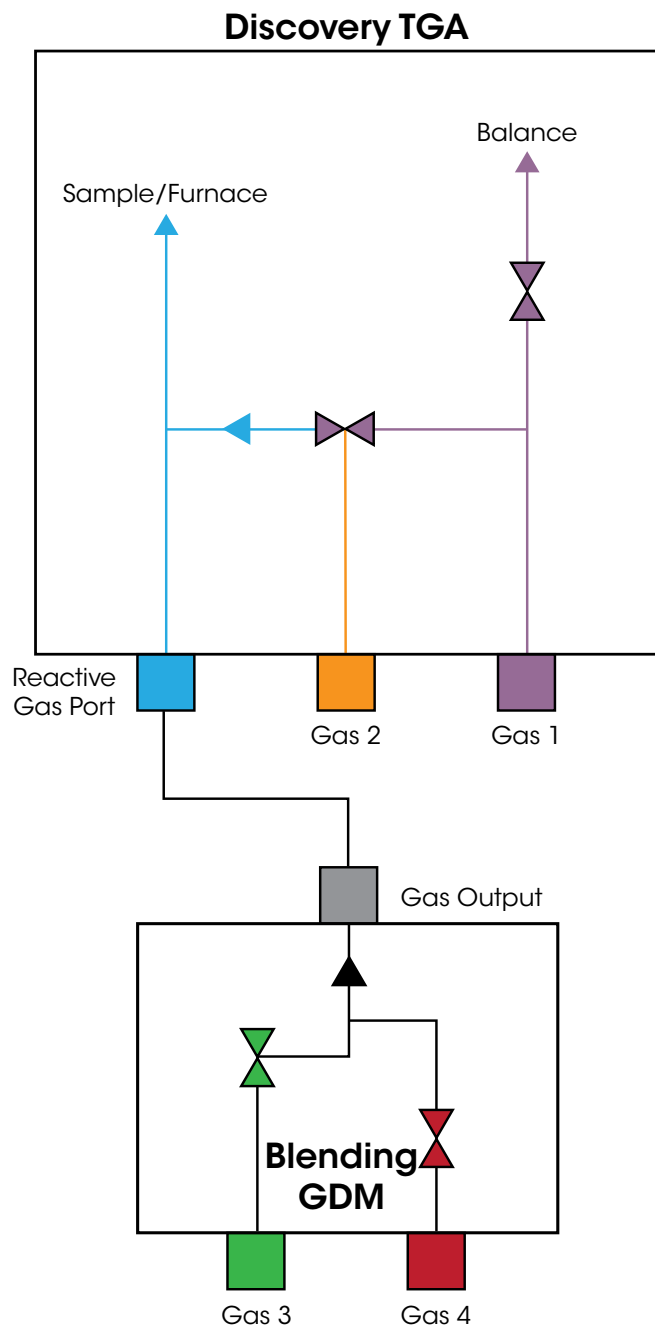 Discovery TGA
Balance
Sample/Furnace
Reactive
Gas Port
Gas 2
Gas 1
Gas Output
Blending
GDM
Gas 3
Gas 4